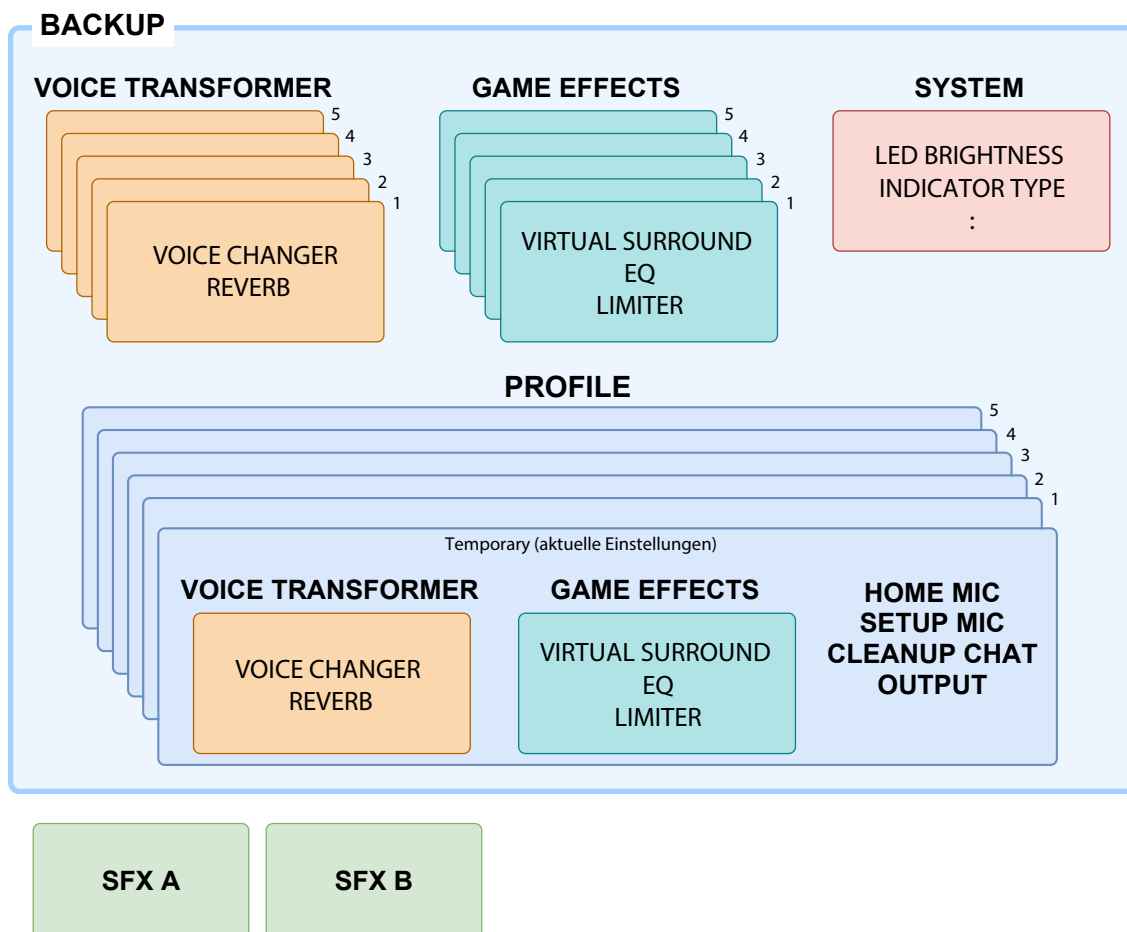 BACKUP
VOICE TRANSFORMER
5
4
3
2
1
VOICE CHANGER
REVERB
GAME EFFECTS
5
4
3
2
1
VIRTUAL SURROUND
EQ
LIMITER
SYSTEM
LED BRIGHTNESS
INDICATOR TYPE
:
PROFILE
5
4
3
2
1
Temporary (aktuelle Einstellungen)
VOICE TRANSFORMER
VOICE CHANGER
REVERB
GAME EFFECTS
VIRTUAL SURROUND
EQ
LIMITER
HOME MIC
SETUP MIC
CLEANUP CHAT
OUTPUT
SFX A
SFX B